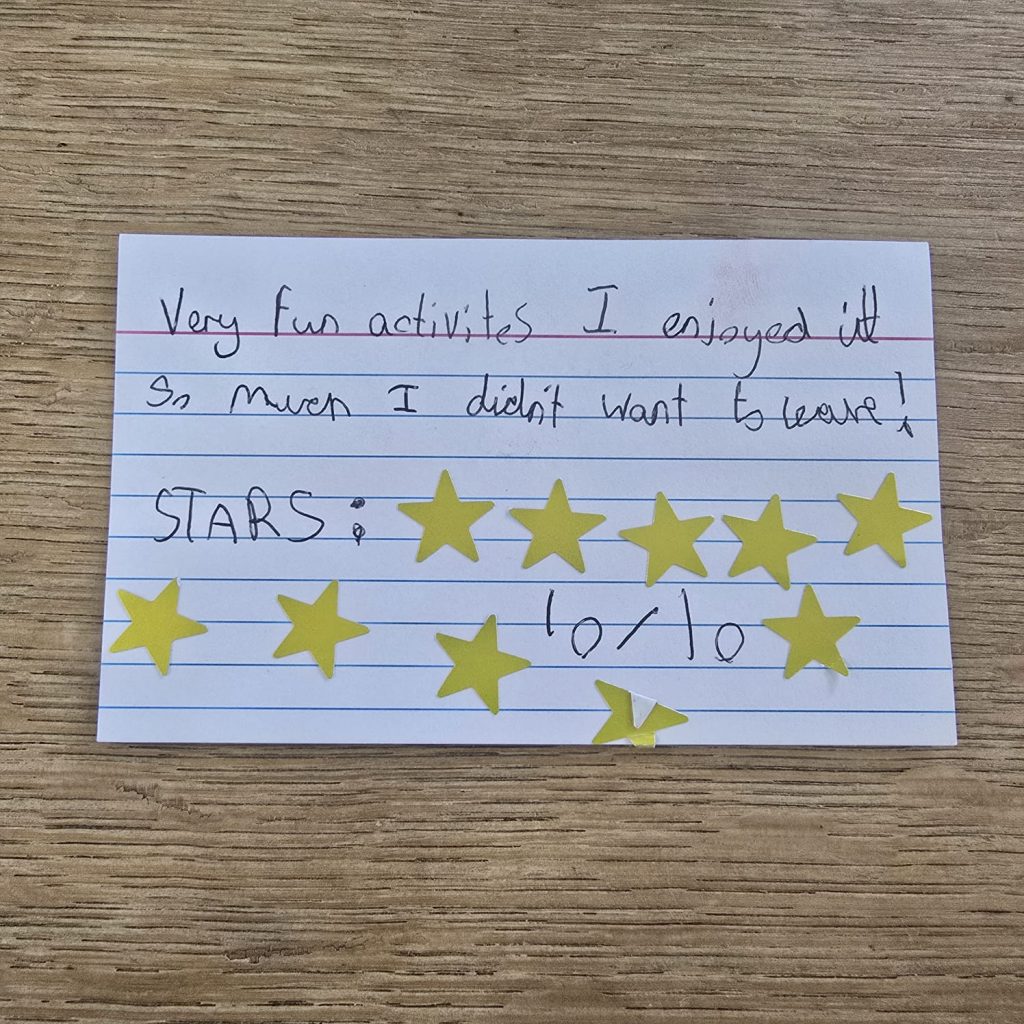 Very fun activites I enjoyed itt
So much I didn't want to leave!
STARS:
10/10